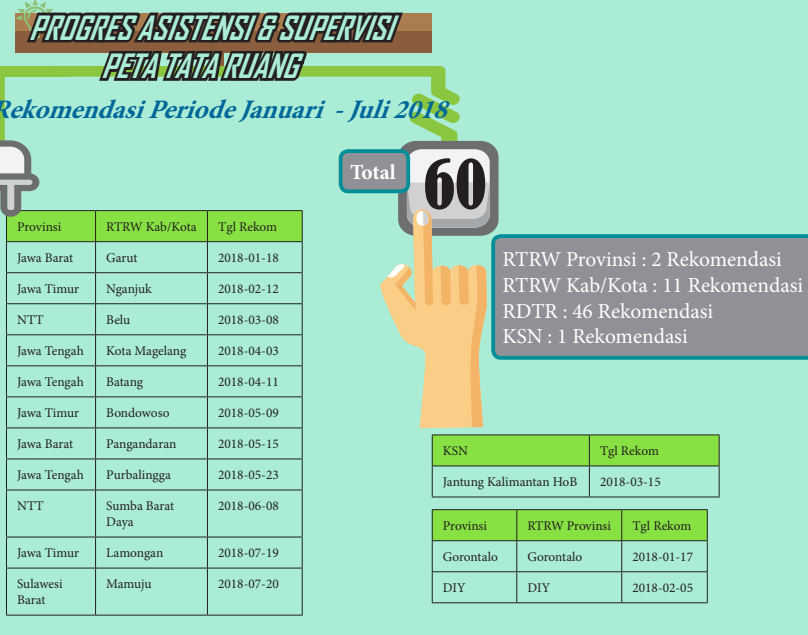 PROGRES ASISTENSI & SUPERVISI
PETA TATA RUANG
Rekomendasi Periode Januari - Juli 2018
Total 60
RTRW Provinsi : 2 Rekomendasi
RTRW Kab/Kota : 11 Rekomendasi
RDTR : 46 Rekomendasi
KSN : 1 Rekomendasi
Provinsi RTRW Kab/Kota Tgl Rekom
Jawa Barat Garut 2018-01-18
Jawa Timur Nganjuk 2018-02-12
NTT Belu 2018-03-08
Jawa Tengah Kota Magelang 2018-04-03
Jawa Tengah Batang 2018-04-11
Jawa Timur Bondowoso 2018-05-09
Jawa Barat Pangandaran 2018-05-15
Jawa Tengah Purbalingga 2018-05-23
NTT Sumba Barat 2018-06-08
Daya
Jawa Timur Lamongan 2018-07-19
Sulawesi Mamuju 2018-07-20
Barat
KSN Tgl Rekom
Jantung Kalimantan HoB 2018-03-15
Provinsi RTRW Provinsi Tgl Rekom
Gorontalo Gorontalo 2018-01-17
DIY DIY 2018-02-05